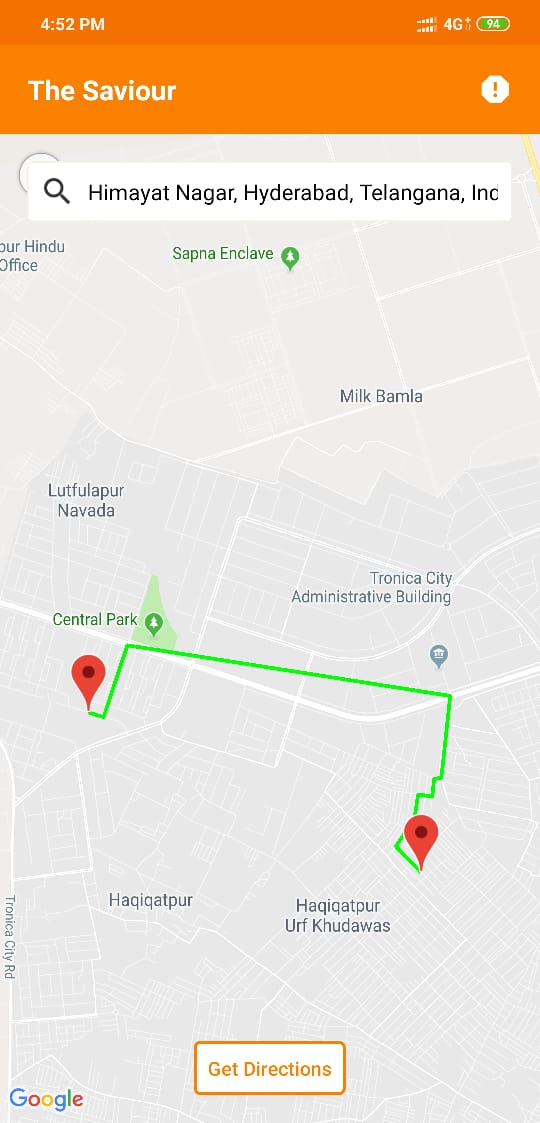 4:52 PM
4G
94
The Saviour
Himayat Nagar, Hyderabad, Telangana, Ind
pur Hindu
Office
Sapna Enclave
Milk Bamla
Lutfulapur
Navada
Tronica City
Administrative Building
Central Park
Haqiqatpur
Haqiqatpur
Urf Khudawas
Tronica City Rd
Get Directions
Google